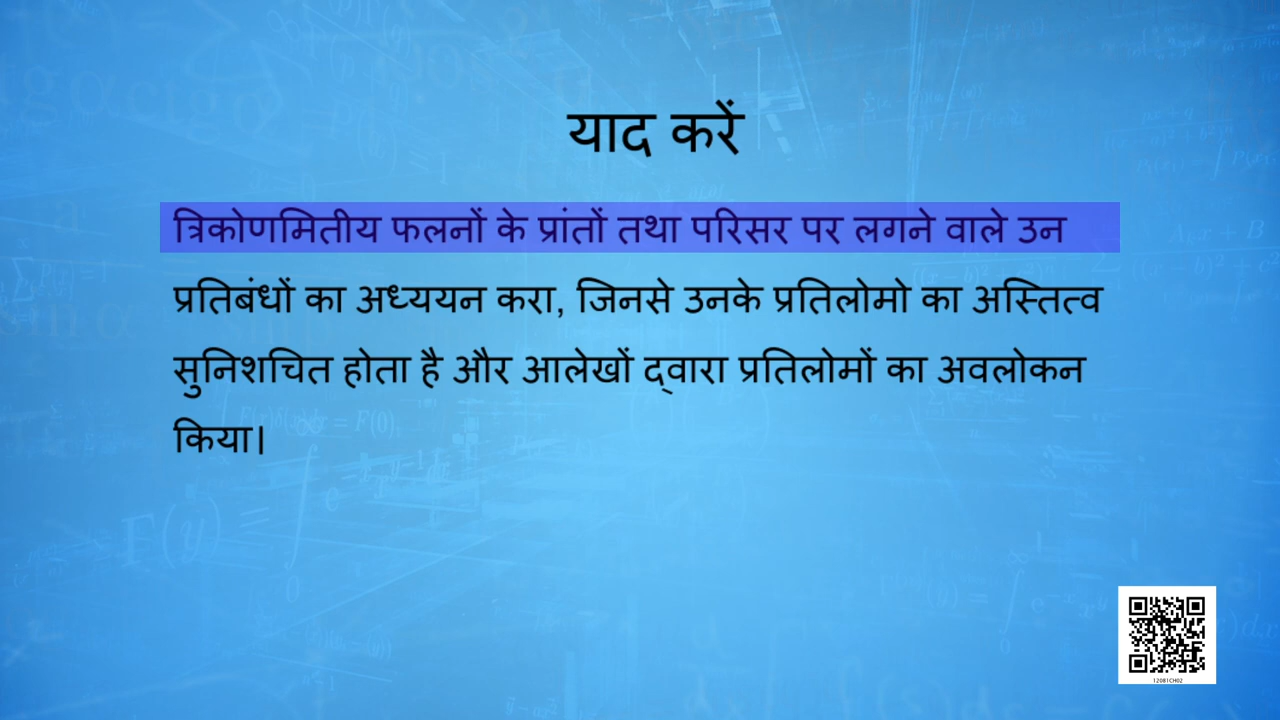 याद करें
त्रिकोणमितीय फलनों के प्रांतों तथा परिसर पर लगने वाले उन
प्रतिबंधों का अध्ययन करा, जिनसे उनके प्रतिलोमो का अस्तित्व
सुनिशचित होता है और आलेखों द्वारा प्रतिलोमों का अवलोकन
किया।
12081CH02